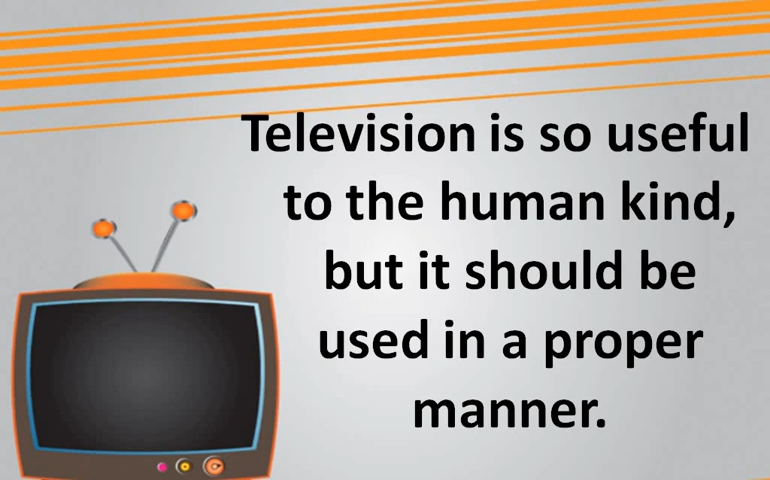 Television is so useful
to the human kind,
but it should be
used in a proper
manner.